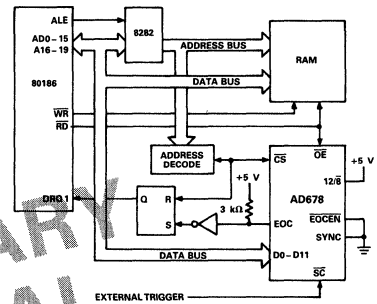 ALE
AD0–15
A16–19
80186
WR
RD
DRQ 1
8282
ADDRESS BUS
DATA BUS
RAM
ADDRESS DECODE
Q R
S
+5 V
3 kΩ
EOC
CS
OE
+5 V
12/8
AD678
EOCEN
SYNC
D0–D11
SC
DATA BUS
EXTERNAL TRIGGER